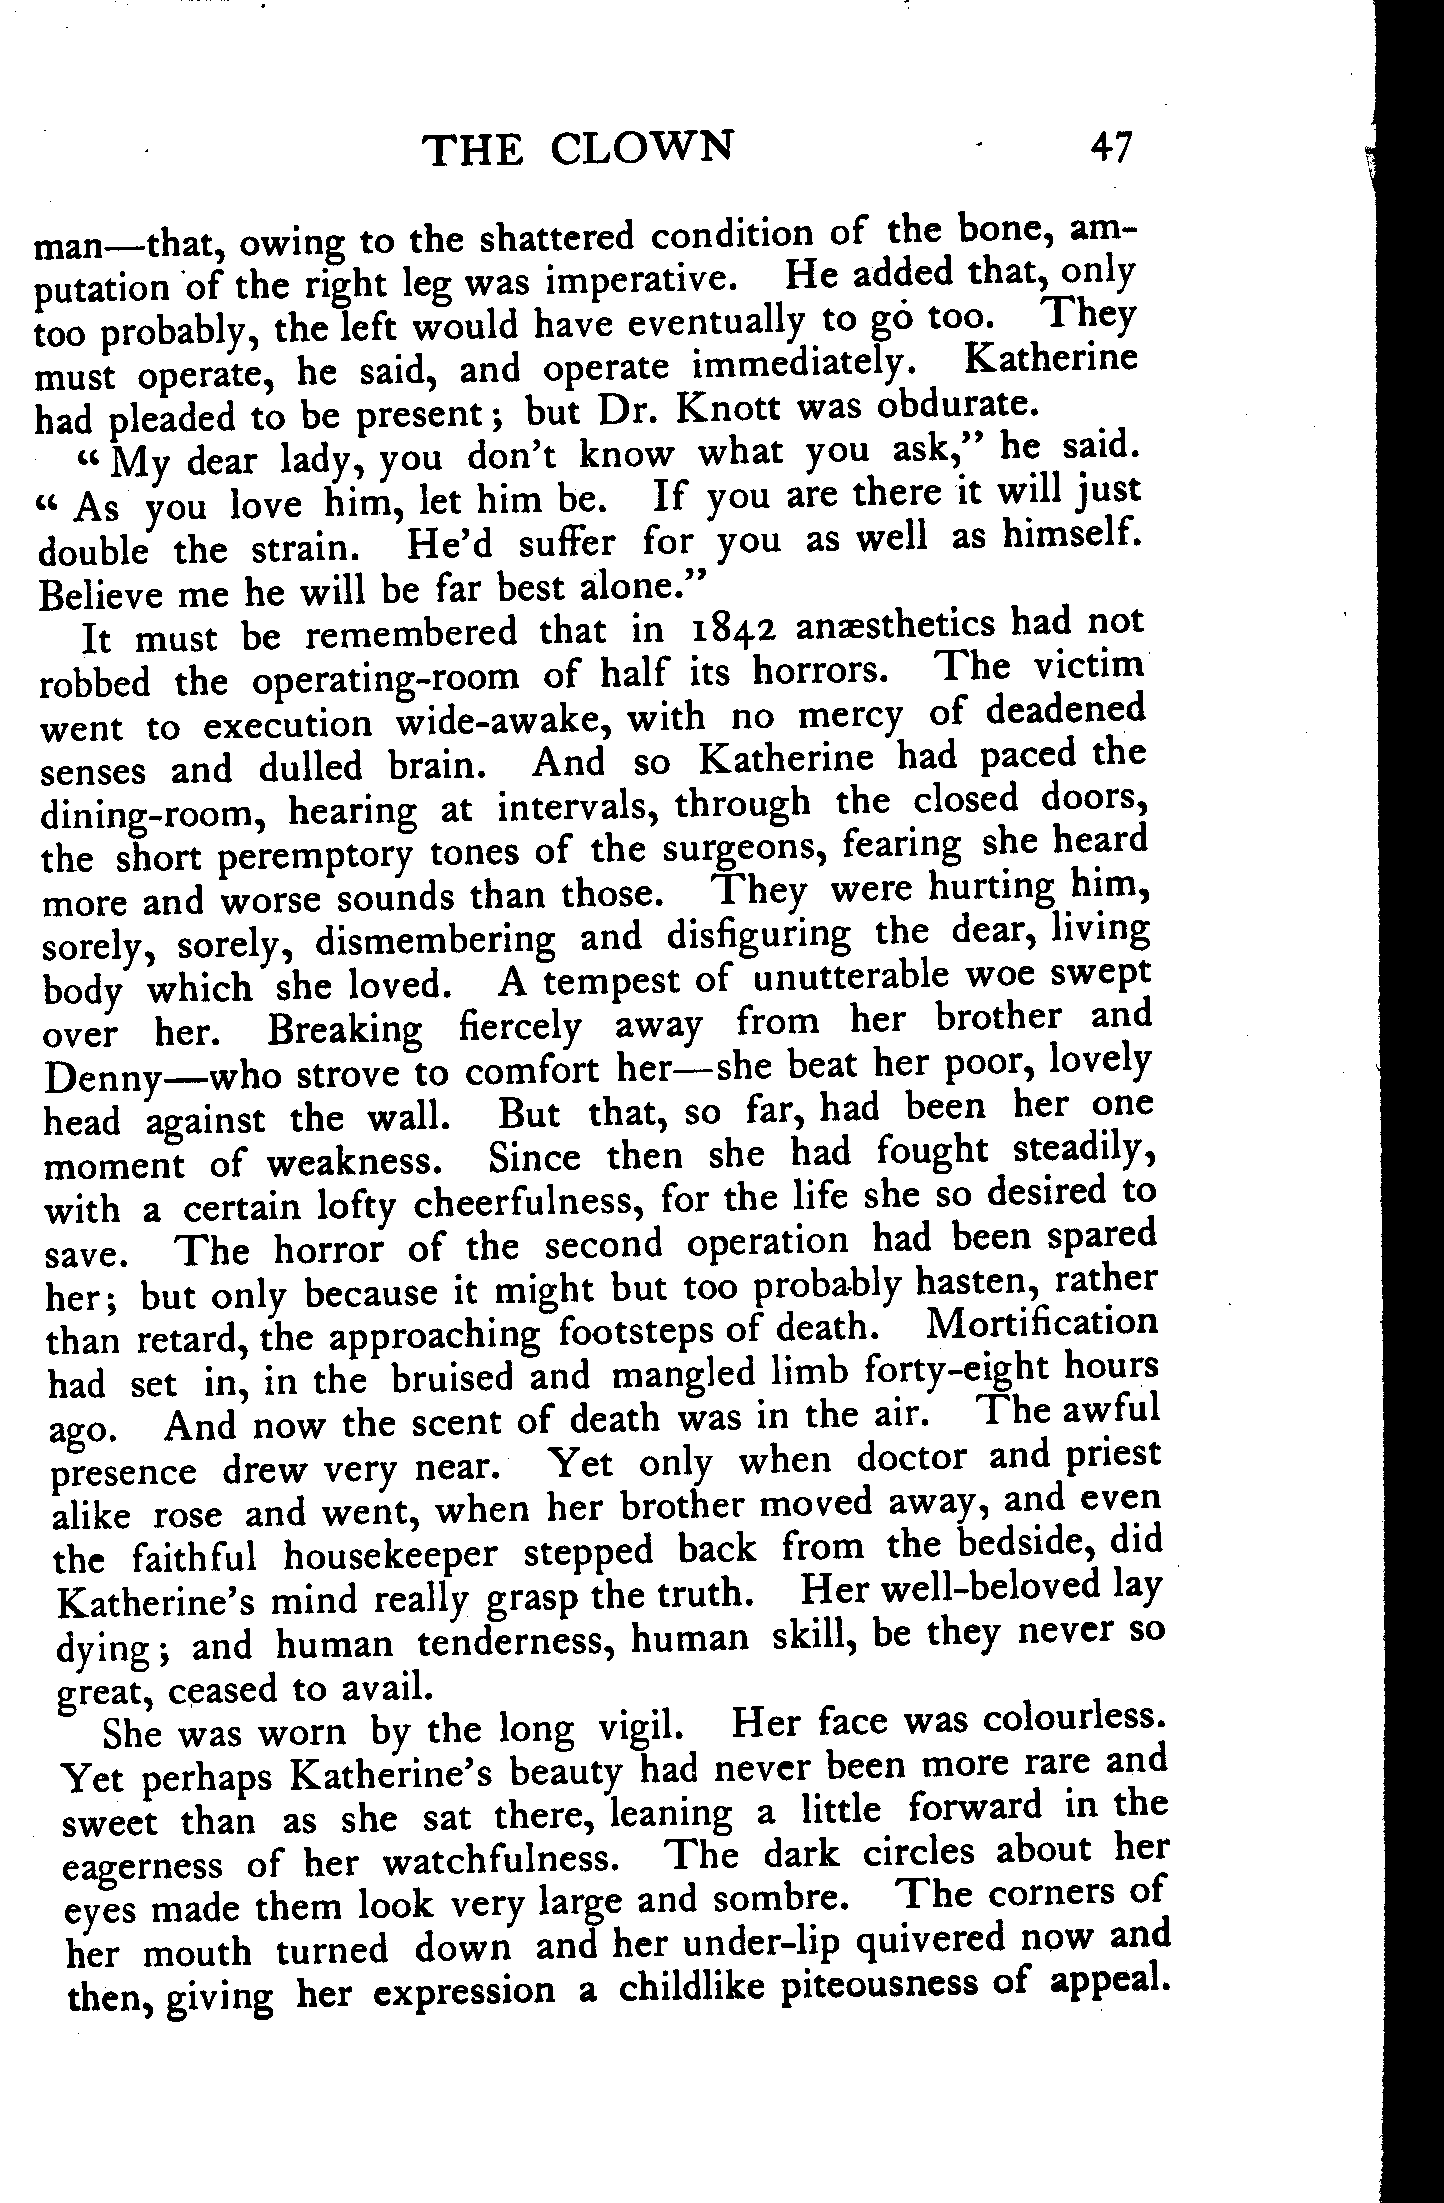 THE CLOWN 47
man—that, owing to the shattered condition of the bone, am-
putation of the right leg was imperative. He added that, only
too probably, the left would have eventually to go too. They
must operate, he said, and operate immediately. Katherine
had pleaded to be present; but Dr. Knott was obdurate.
“My dear lady, you don't know what you ask,” he said.
“As you love him, let him be. If you are there it will just
double the strain. He'd suffer for you as well as himself.
Believe me he will be far best alone.”
It must be remembered that in 1842 anæsthetics had not
robbed the operating-room of half its horrors. The victim
went to execution wide-awake, with no mercy of deadened
senses and dulled brain. And so Katherine had paced the
dining-room, hearing at intervals, through the closed doors,
the short peremptory tones of the surgeons, fearing she heard
more and worse sounds than those. They were hurting him,
sorely, sorely, dismembering and disfiguring the dear, living
body which she loved. A tempest of unutterable woe swept
over her. Breaking fiercely away from her brother and
Denny—who strove to comfort her—she beat her poor, lovely
head against the wall. But that, so far, had been her one
moment of weakness. Since then she had fought steadily,
with a certain lofty cheerfulness, for the life she so desired to
save. The horror of the second operation had been spared
her; but only because it might but too probably hasten, rather
than retard, the approaching footsteps of death. Mortification
had set in, in the bruised and mangled limb forty-eight hours
ago. And now the scent of death was in the air. The awful
presence drew very near. Yet only when doctor and priest
alike rose and went, when her brother moved away, and even
the faithful housekeeper stepped back from the bedside, did
Katherine's mind really grasp the truth. Her well-beloved lay
dying; and human tenderness, human skill, be they never so
great, ceased to avail.
She was worn by the long vigil. Her face was colourless.
Yet perhaps Katherine's beauty had never been more rare and
sweet than as she sat there, leaning a little forward in the
eagerness of her watchfulness. The dark circles about her
eyes made them look very large and sombre. The corners of
her mouth turned down and her under-lip quivered now and
then, giving her expression a childlike piteousness of appeal.